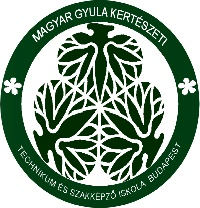 MAGYAR GYULA KERTÉSZETI
TECHNIKUM ÉS SZAKKÉPZŐ ISKOLA BUDAPEST